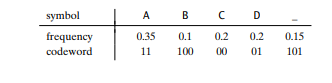 symbol A B C D _
frequency 0.35 0.1 0.2 0.2 0.15
codeword 11 100 00 01 101